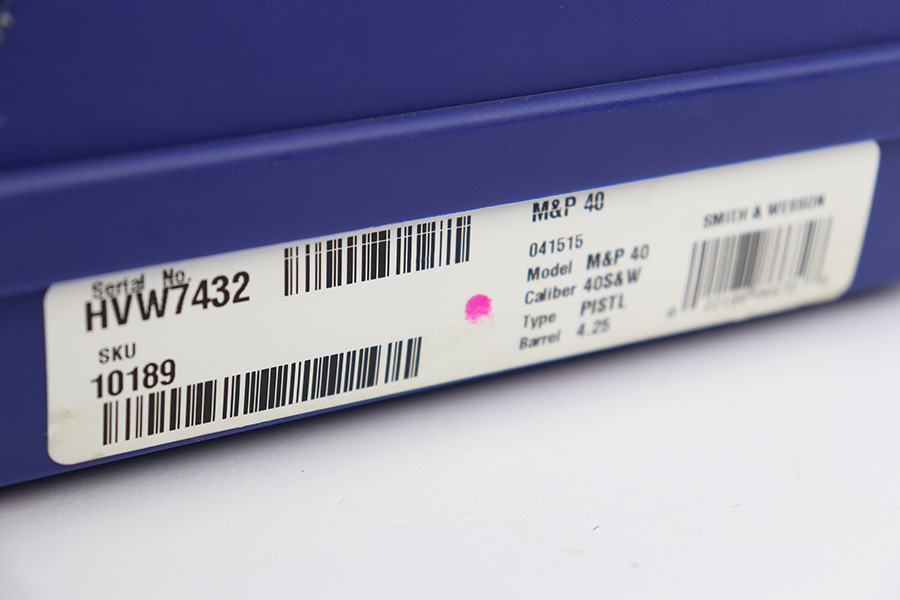 Serial No.
HVW7432
SKU
10189
M&P 40
041515
Model M&P 40
Caliber 40S&W
Type PISTL
Barrel 4.25
SMITH & WESSON